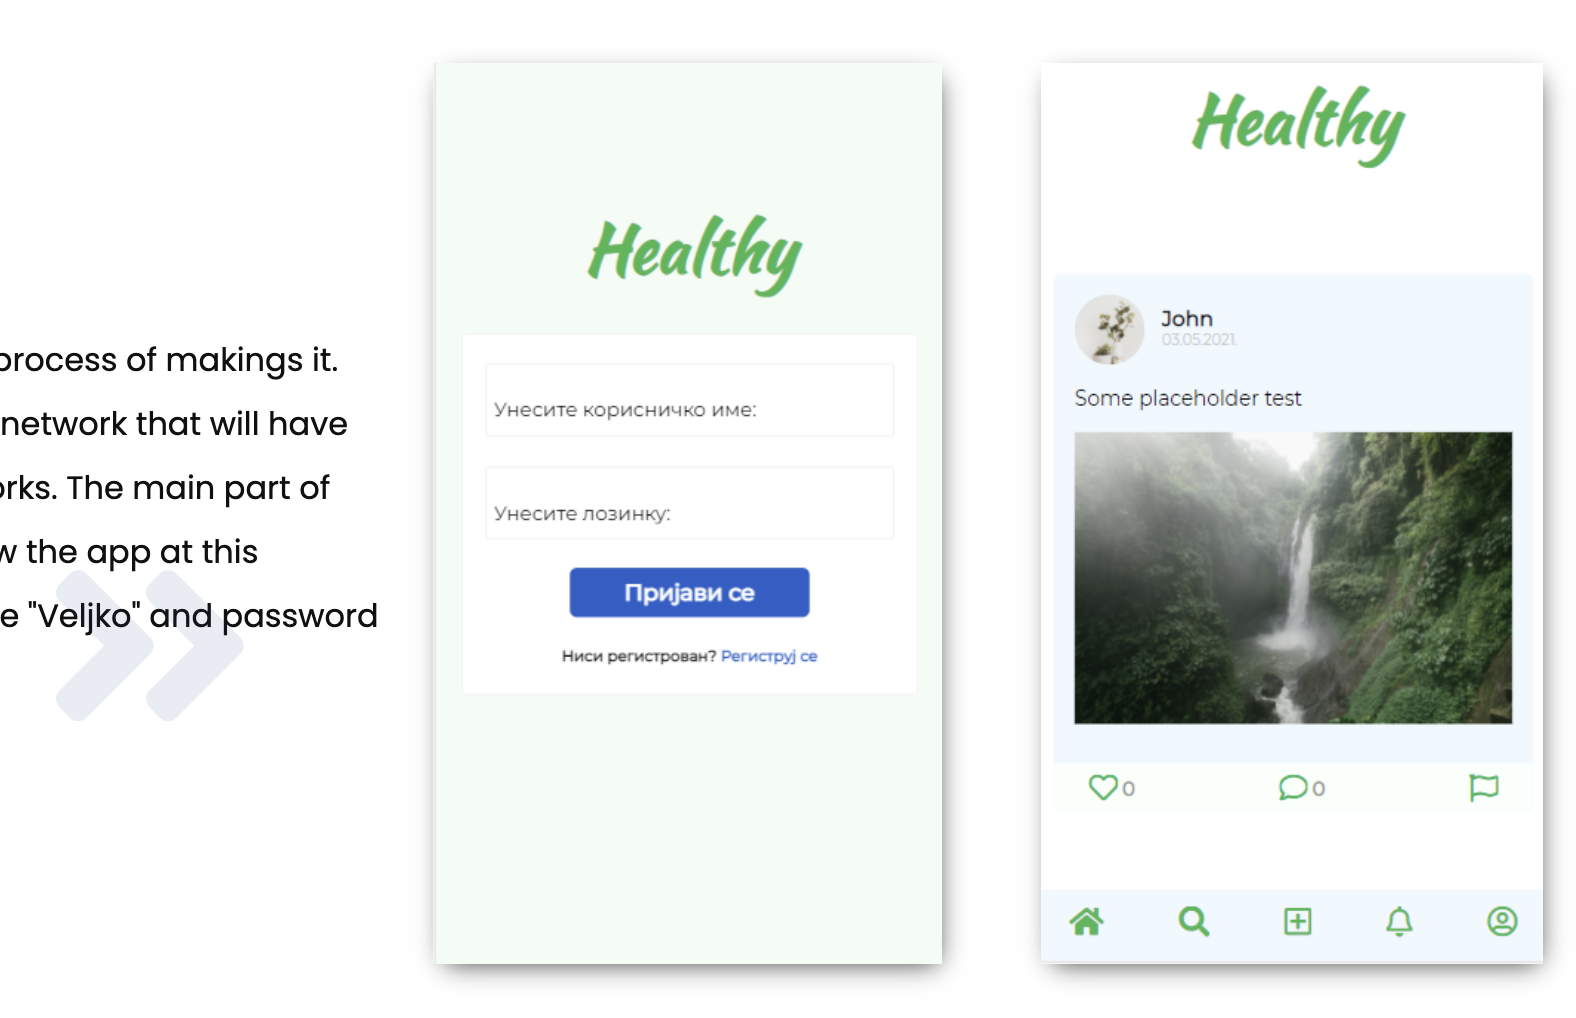 process of makings it.
network that will have
orks. The main part of
w the app at this
e "Veljko" and password
Healthy
Унесите корисничко име:
Унесите лозинку:
Пријави се
Ниси регистрован? Региструј се
Healthy
John
03.05.2021.
Some placeholder test
0
0